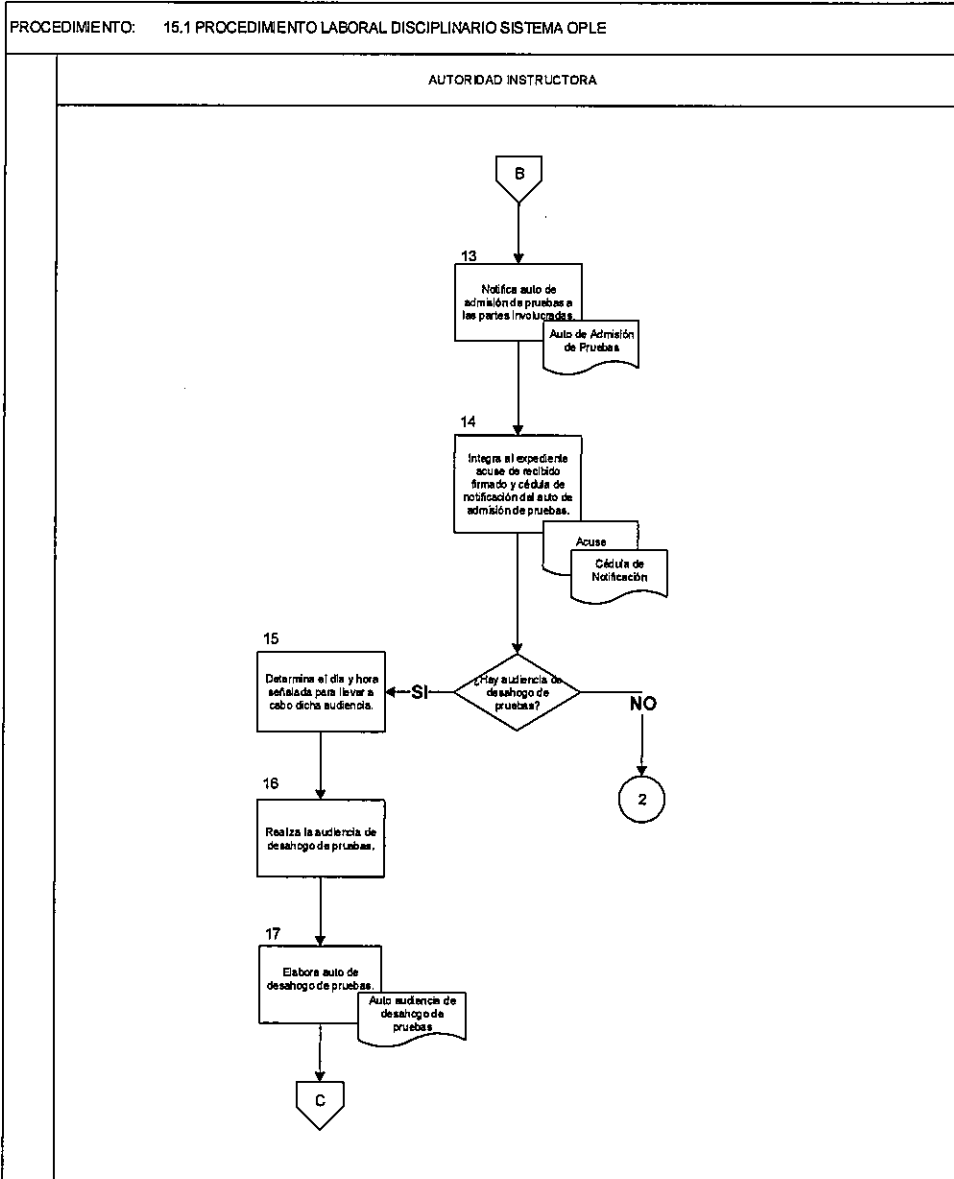 PROCEDIMIENTO: 15.1 PROCEDIMIENTO LABORAL DISCIPLINARIO SISTEMA OPLE
AUTORIDAD INSTRUCTORA
B
13
Notifica auto de
admisión de pruebas a
las partes involucradas.
Auto de Admisión
de Pruebas
14
Integra al expediente
acuse de recibido
firmado y cédula de
notificación del auto de
admisión de pruebas.
Acuse
Cédula de
Notificación
¿Hay audiencia de
desahogo de
pruebas?
SI
NO
2
15
Determina el día y hora
señalada para llevar a
cabo dicha audiencia.
16
Realiza la audiencia de
desahogo de pruebas.
17
Elabora auto de
desahogo de pruebas.
Auto audiencia de
desahogo de
pruebas
C